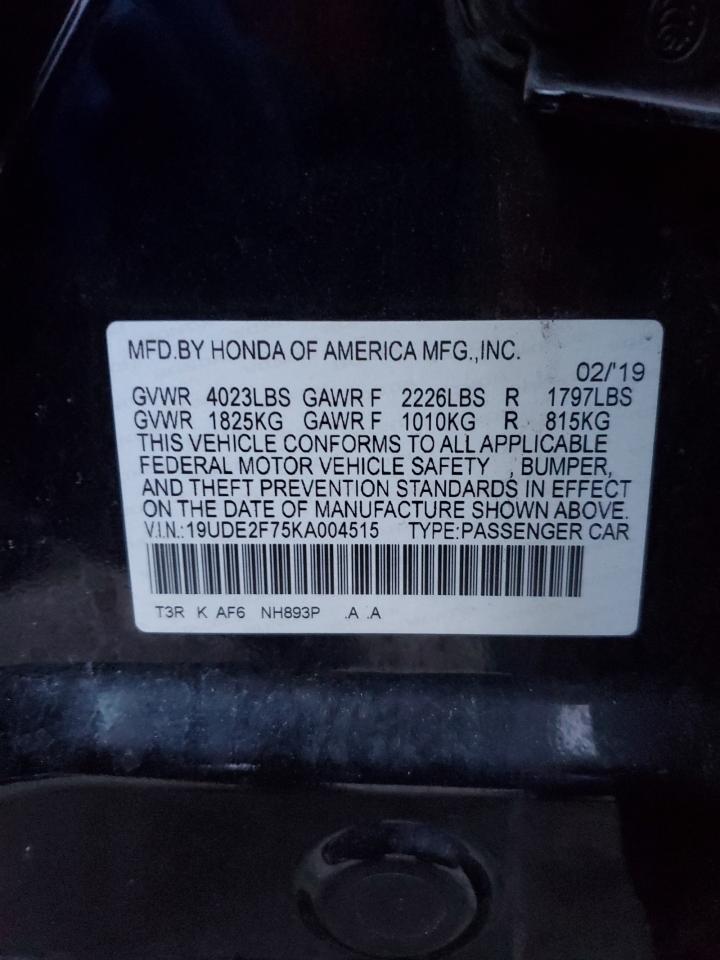 MFD.BY HONDA OF AMERICA MFG.,INC.
02/'19
GVWR 4023LBS GAWR F 2226LBS R 1797LBS
GVWR 1825KG GAWR F 1010KG R 815KG
THIS VEHICLE CONFORMS TO ALL APPLICABLE
FEDERAL MOTOR VEHICLE SAFETY , BUMPER,
AND THEFT PREVENTION STANDARDS IN EFFECT
ON THE DATE OF MANUFACTURE SHOWN ABOVE.
V.I.N.:19UDE2F75KA004515 TYPE:PASSENGER CAR
T3R K AF6 NH893P .A .A